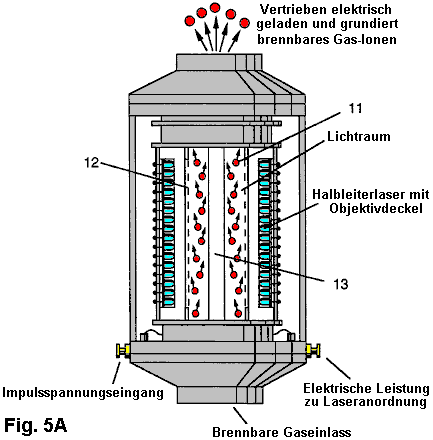 Vertrieben elektrisch
geladen und grundiert
brennbares Gas-Ionen
11
Lichtraum
12
Halbleiterlaser mit
Objektivdeckel
13
Impulsspannungseingang
Elektrische Leistung
zu Laseranordnung
Fig. 5A
Brennbare Gaseinlass